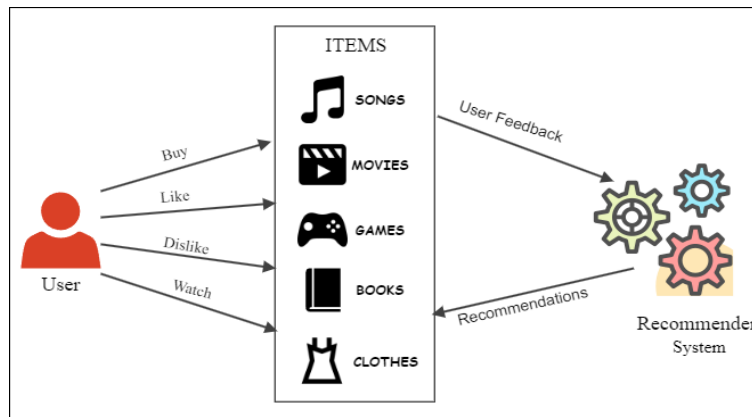 ITEMS
SONGS
MOVIES
GAMES
BOOKS
CLOTHES
Buy
Like
Dislike
Watch
User
User Feedback
Recommendations
Recommender
System